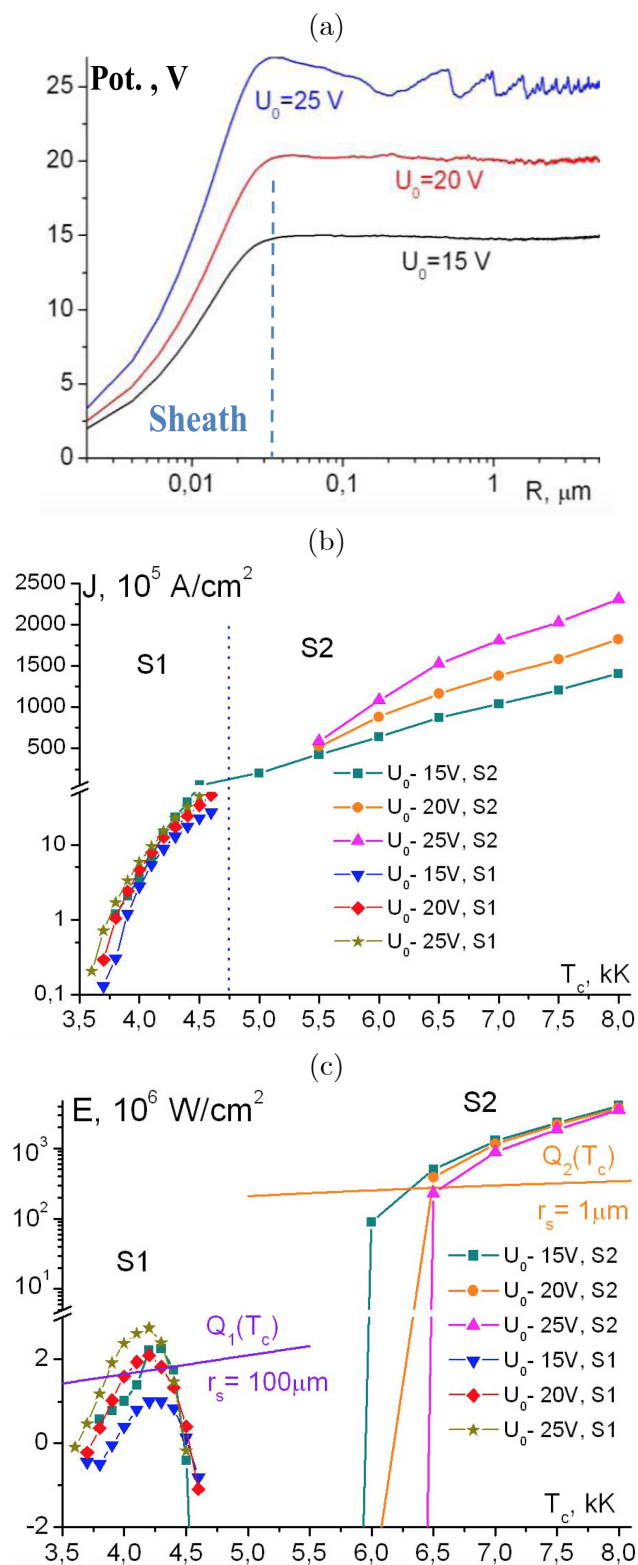 (a)
Pot. , V
25
20
15
10
5
0
U0=25 V
U0=20 V
U0=15 V
Sheath
0,01
0,1
1
R, μm
(b)
J, 10^5 A/cm^2
2500
2000
1500
1000
500
10
1
0,1
S1
S2
U0- 15V, S2
U0- 20V, S2
U0- 25V, S2
U0- 15V, S1
U0- 20V, S1
U0- 25V, S1
Tc, kK
3,5 4,0 4,5 5,0 5,5 6,0 6,5 7,0 7,5 8,0
(c)
E, 10^6 W/cm^2
S2
10^3
10^2
10^1
2
0
-2
Q2(Tc)
rs= 1μm
S1
Q1(Tc)
rs= 100μm
U0- 15V, S2
U0- 20V, S2
U0- 25V, S2
U0- 15V, S1
U0- 20V, S1
U0- 25V, S1
Tc, kK
3,5 4,0 4,5 5,0 5,5 6,0 6,5 7,0 7,5 8,0